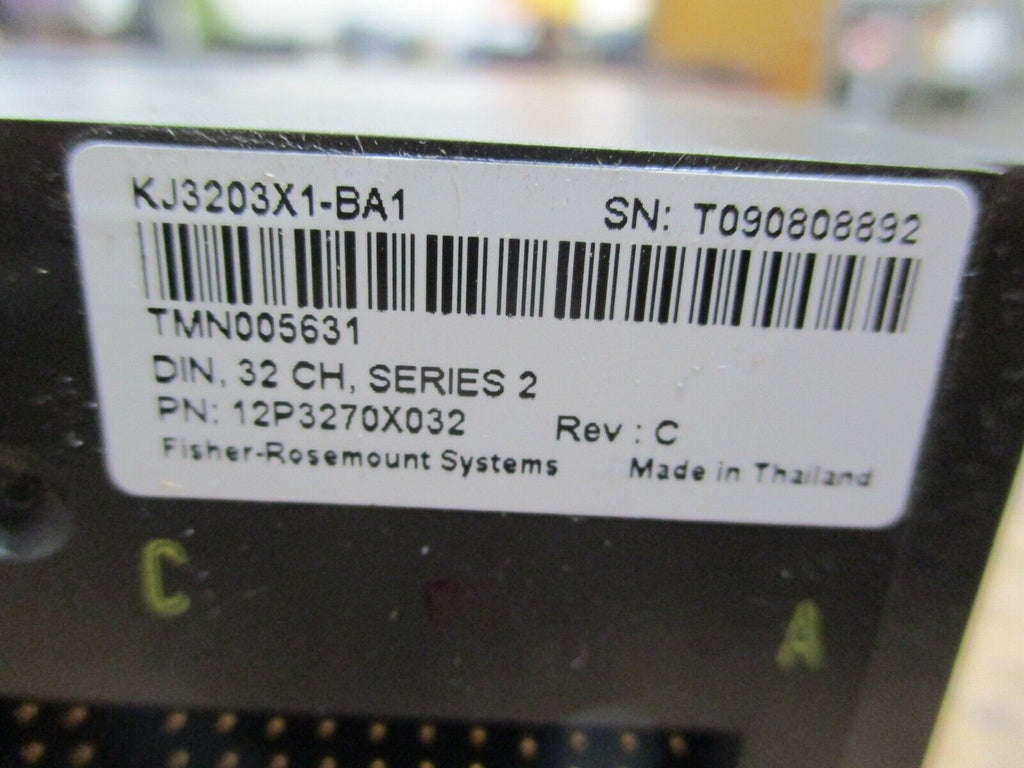 KJ3203X1-BA1 SN: T090808892
TMN005631
DIN, 32 CH, SERIES 2
PN: 12P3270X032 Rev : C
Fisher-Rosemount Systems Made in Thailand
C A